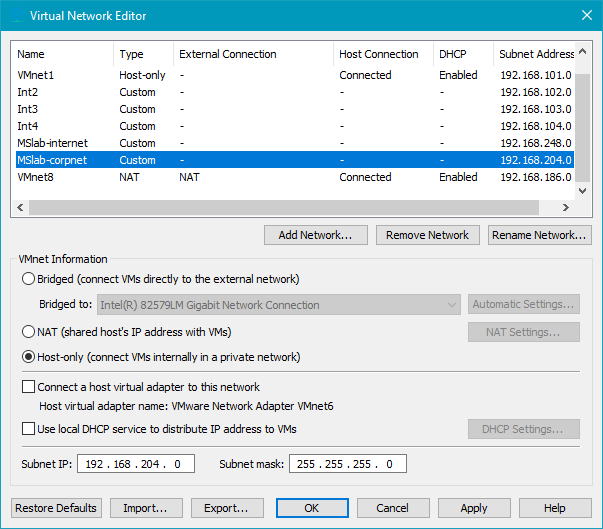 Virtual Network Editor
Name Type External Connection Host Connection DHCP Subnet Address
VMnet1 Host-only - Connected Enabled 192.168.101.0
Int2 Custom - - - 192.168.102.0
Int3 Custom - - - 192.168.103.0
Int4 Custom - - - 192.168.104.0
MSlab-internet Custom - - - 192.168.248.0
MSlab-corpnet Custom - - - 192.168.204.0
VMnet8 NAT NAT Connected Enabled 192.168.186.0
Add Network... Remove Network Rename Network...
VMnet Information
Bridged (connect VMs directly to the external network)
Bridged to: Intel(R) 82579LM Gigabit Network Connection Automatic Settings...
NAT (shared host's IP address with VMs) NAT Settings...
Host-only (connect VMs internally in a private network)
Connect a host virtual adapter to this network
Host virtual adapter name: VMware Network Adapter VMnet6
Use local DHCP service to distribute IP address to VMs DHCP Settings...
Subnet IP: 192 . 168 . 204 . 0 Subnet mask: 255 . 255 . 255 . 0
Restore Defaults Import... Export... OK Cancel Apply Help